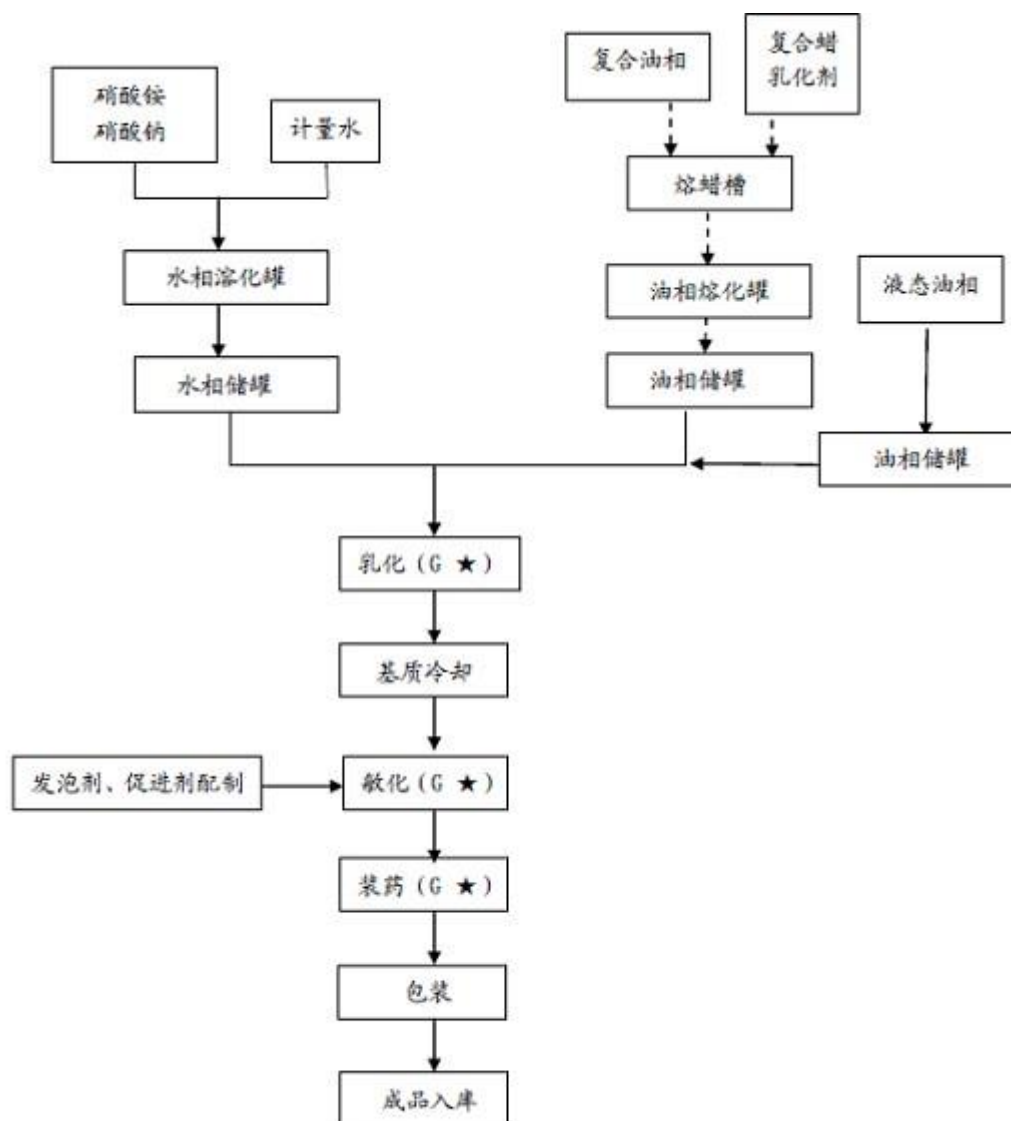 硝酸铵
硝酸钠
计量水
复合油相
复合蜡
乳化剂
熔蜡槽
水相溶化罐
油相熔化罐
液态油相
水相储罐
油相储罐
油相储罐
乳化（G ★）
基质冷却
发泡剂、促进剂配制
敏化（G ★）
装药（G ★）
包装
成品入库